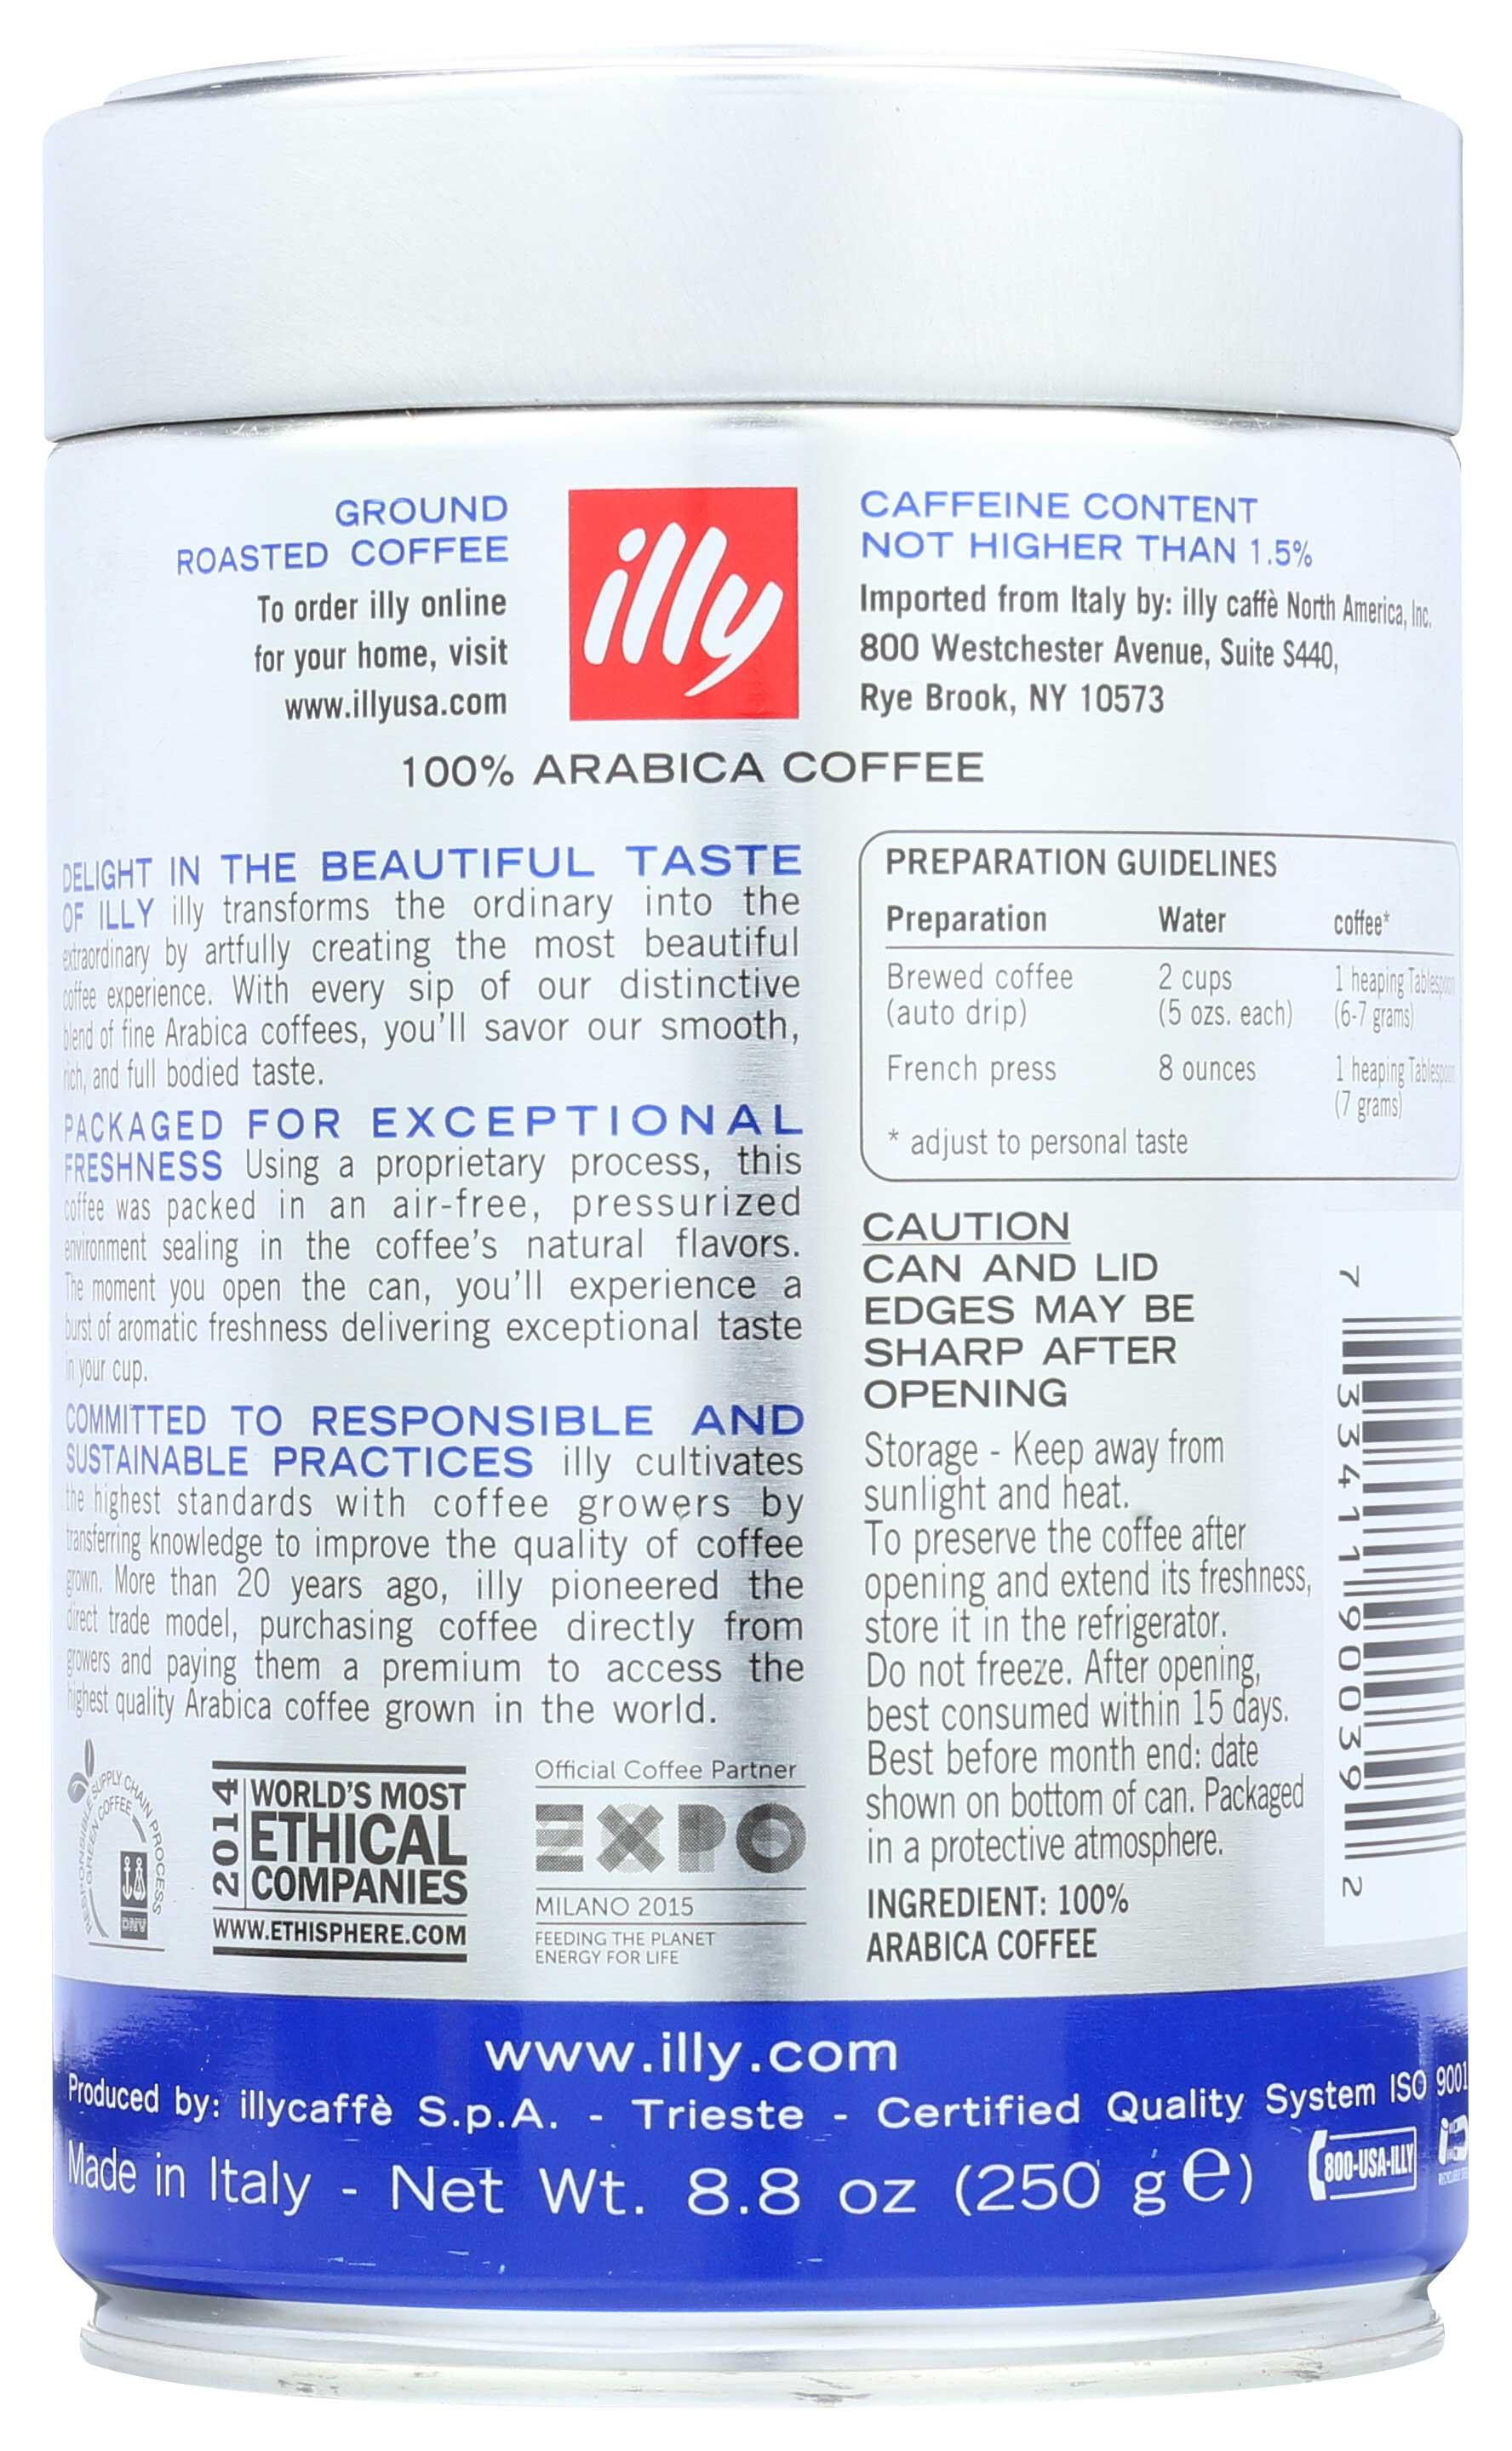 GROUND
ROASTED COFFEE
To order illy online
for your home, visit
www.illyusa.com
illy
CAFFEINE CONTENT
NOT HIGHER THAN 1.5%
Imported from Italy by: illy caffè North America, Inc.
800 Westchester Avenue, Suite S440,
Rye Brook, NY 10573
100% ARABICA COFFEE
DELIGHT IN THE BEAUTIFUL TASTE
OF ILLY illy transforms the ordinary into the
extraordinary by artfully creating the most beautiful
coffee experience. With every sip of our distinctive
blend of fine Arabica coffees, you'll savor our smooth,
rich, and full bodied taste.
PACKAGED FOR EXCEPTIONAL
FRESHNESS Using a proprietary process, this
coffee was packed in an air-free, pressurized
environment sealing in the coffee's natural flavors.
The moment you open the can, you'll experience a
burst of aromatic freshness delivering exceptional taste
in your cup.
COMMITTED TO RESPONSIBLE AND
SUSTAINABLE PRACTICES illy cultivates
the highest standards with coffee growers by
transferring knowledge to improve the quality of coffee
grown. More than 20 years ago, illy pioneered the
direct trade model, purchasing coffee directly from
growers and paying them a premium to access the
highest quality Arabica coffee grown in the world.
RESPONSIBLE SUPPLY CHAIN PROCESS
GREEN COFFEE
DNV
2014
WORLD'S MOST
ETHICAL
COMPANIES
WWW.ETHISPHERE.COM
Official Coffee Partner
EXPO
MILANO 2015
FEEDING THE PLANET
ENERGY FOR LIFE
PREPARATION GUIDELINES
Preparation Water coffee*
Brewed coffee 2 cups 1 heaping Tablespoon
(auto drip) (5 ozs. each) (6-7 grams)
French press 8 ounces 1 heaping Tablespoon
(7 grams)
* adjust to personal taste
CAUTION
CAN AND LID
EDGES MAY BE
SHARP AFTER
OPENING
Storage - Keep away from
sunlight and heat.
To preserve the coffee after
opening and extend its freshness,
store it in the refrigerator.
Do not freeze. After opening,
best consumed within 15 days.
Best before month end: date
shown on bottom of can. Packaged
in a protective atmosphere.
INGREDIENT: 100%
ARABICA COFFEE
7 33411 90039 2
www.illy.com
Produced by: illycaffè S.p.A. - Trieste - Certified Quality System ISO 9001
Made in Italy - Net Wt. 8.8 oz (250 g e)
800-USA-ILLY